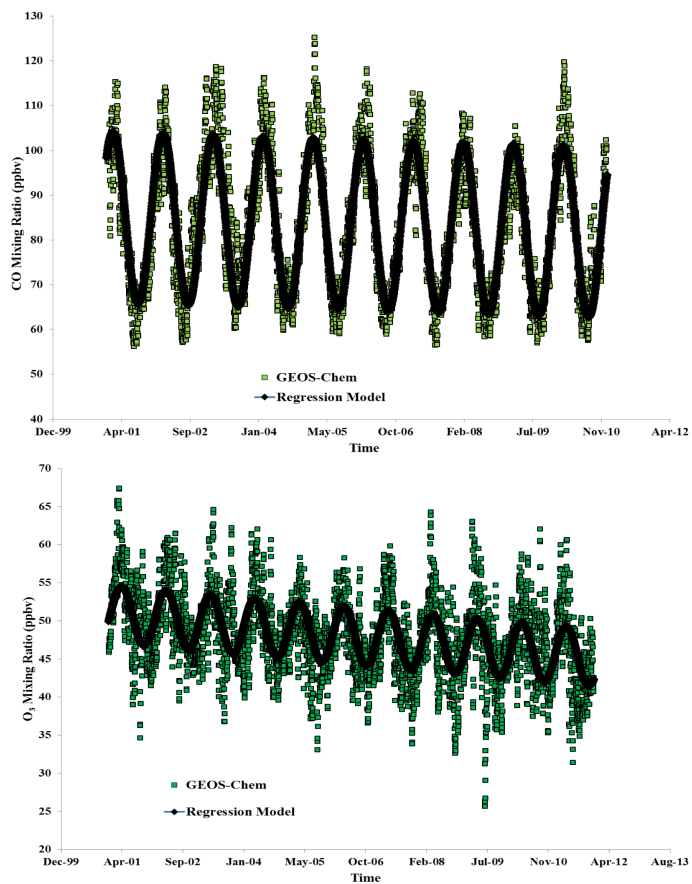 130
120
110
100
90
80
70
60
50
40
CO Mixing Ratio (ppbv)
GEOS-Chem
Regression Model
Dec-99 Apr-01 Sep-02 Jan-04 May-05 Oct-06 Feb-08 Jul-09 Nov-10 Apr-12
Time
70
65
60
55
50
45
40
35
30
25
20
O3 Mixing Ratio (ppbv)
GEOS-Chem
Regression Model
Dec-99 Apr-01 Sep-02 Jan-04 May-05 Oct-06 Feb-08 Jul-09 Nov-10 Apr-12 Aug-13
Time